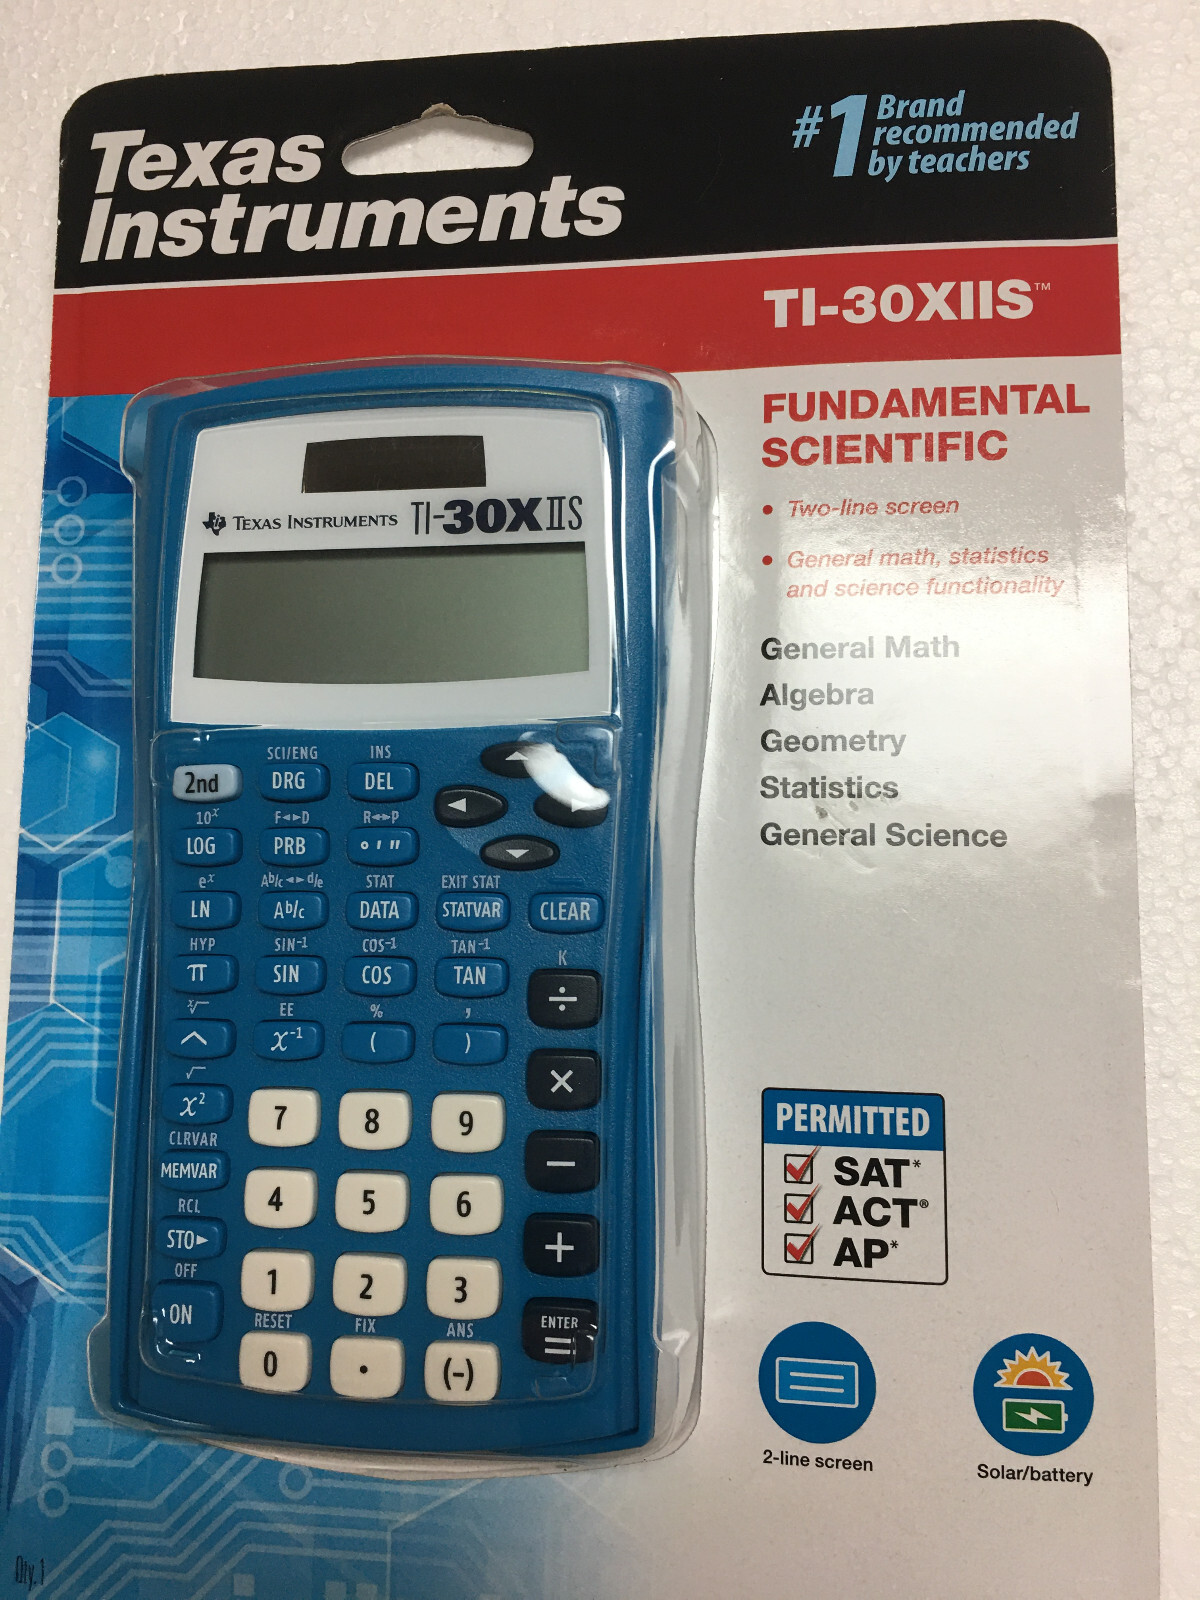 Texas
Instruments
#1 Brand
recommended
by teachers
TI-30XIIS™
FUNDAMENTAL
SCIENTIFIC
• Two-line screen
• General math, statistics
and science functionality
General Math
Algebra
Geometry
Statistics
General Science
PERMITTED
SAT*
ACT®
AP*
2-line screen
Solar/battery
TEXAS INSTRUMENTS TI-30XIIS
SCI/ENG INS
2nd DRG DEL
10ˣ F◄►D R◄►P
LOG PRB ° ' "
eˣ Ab/c◄►d/e STAT EXIT STAT
LN Ab/c DATA STATVAR CLEAR
HYP SIN⁻¹ COS⁻¹ TAN⁻¹ K
π SIN COS TAN ÷
ˣ√ EE % ,
^ x⁻¹ ( ) ×
√
x² 7 8 9
CLRVAR −
MEMVAR 4 5 6
RCL
STO► +
OFF 1 2 3
ON RESET FIX ANS ENTER
0 . (-) =
Qty. 1